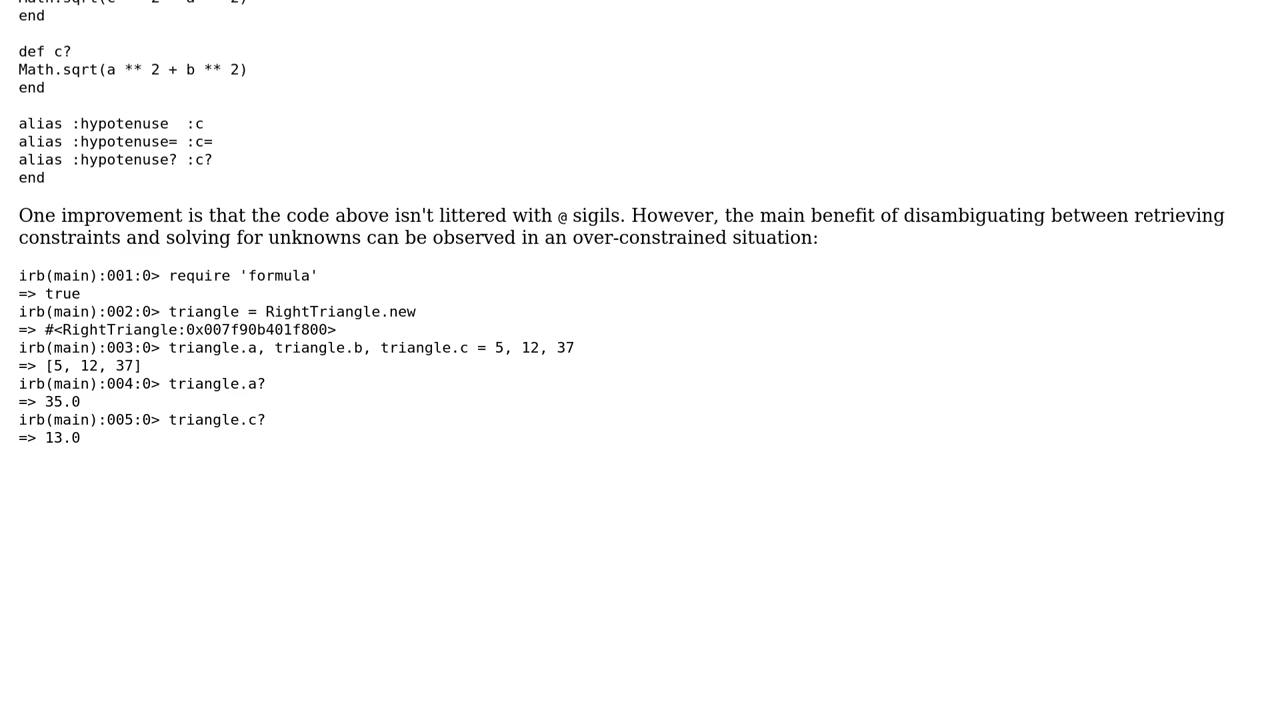 end
def c?
Math.sqrt(a ** 2 + b ** 2)
end
alias :hypotenuse  :c
alias :hypotenuse= :c=
alias :hypotenuse? :c?
end
One improvement is that the code above isn't littered with @ sigils. However, the main benefit of disambiguating between retrieving
constraints and solving for unknowns can be observed in an over-constrained situation:
irb(main):001:0> require 'formula'
=> true
irb(main):002:0> triangle = RightTriangle.new
=> #<RightTriangle:0x007f90b401f800>
irb(main):003:0> triangle.a, triangle.b, triangle.c = 5, 12, 37
=> [5, 12, 37]
irb(main):004:0> triangle.a?
=> 35.0
irb(main):005:0> triangle.c?
=> 13.0